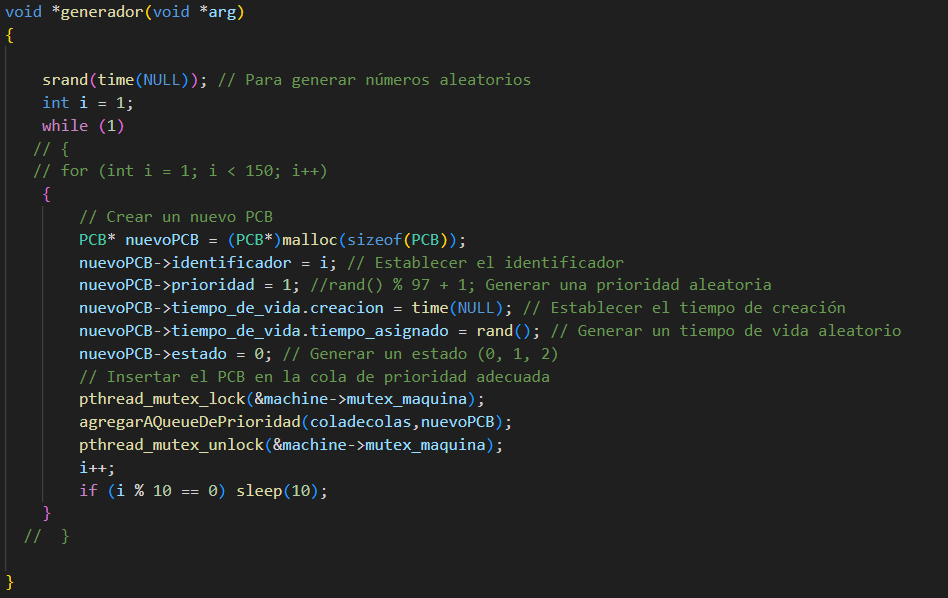 void *generador(void *arg)
{
srand(time(NULL)); // Para generar números aleatorios
int i = 1;
while (1)
// {
// for (int i = 1; i < 150; i++)
{
// Crear un nuevo PCB
PCB* nuevoPCB = (PCB*)malloc(sizeof(PCB));
nuevoPCB->identificador = i; // Establecer el identificador
nuevoPCB->prioridad = 1; //rand() % 97 + 1; Generar una prioridad aleatoria
nuevoPCB->tiempo_de_vida.creacion = time(NULL); // Establecer el tiempo de creación
nuevoPCB->tiempo_de_vida.tiempo_asignado = rand(); // Generar un tiempo de vida aleatorio
nuevoPCB->estado = 0; // Generar un estado (0, 1, 2)
// Insertar el PCB en la cola de prioridad adecuada
pthread_mutex_lock(&machine->mutex_maquina);
agregarAQueueDePrioridad(coladecolas,nuevoPCB);
pthread_mutex_unlock(&machine->mutex_maquina);
i++;
if (i % 10 == 0) sleep(10);
}
//  }
}